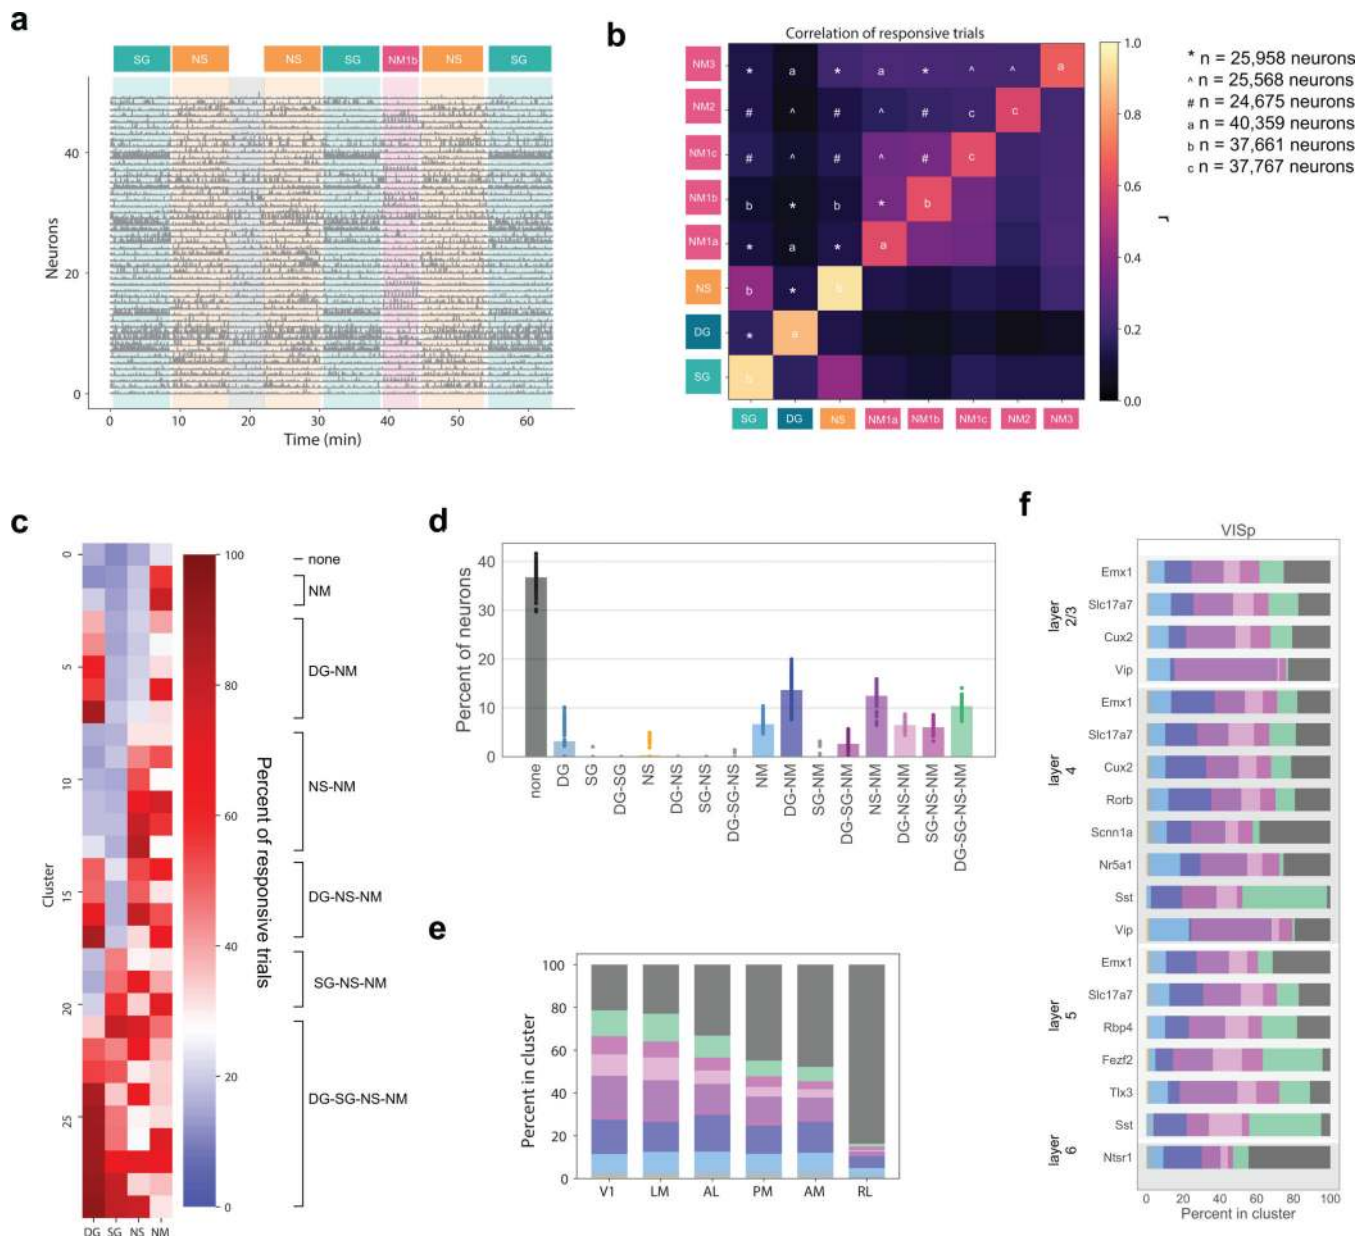 a
SG NS NS SG NM1b NS SG
Neurons
40
20
0
0 10 20 30 40 50 60
Time (min)
b
Correlation of responsive trials
NM3 * a * a * ^ ^ a
NM2 # ^ # ^ # c c
NM1c # ^ # ^ # c
NM1b b * b * b
NM1a * a * a
NS b *
DG * a
SG b
SG DG NS NM1a NM1b NM1c NM2 NM3
1.0
0.8
0.6
0.4
0.2
0.0
r
* n = 25,958 neurons
^ n = 25,568 neurons
# n = 24,675 neurons
a n = 40,359 neurons
b n = 37,661 neurons
c n = 37,767 neurons
c
Cluster
0
5
10
15
20
25
DG SG NS NM
100
80
60
40
20
0
Percent of responsive trials
none
NM
DG-NM
NS-NM
DG-NS-NM
SG-NS-NM
DG-SG-NS-NM
d
Percent of neurons
40
30
20
10
0
none
DG
SG
DG-SG
NS
DG-NS
SG-NS
DG-SG-NS
NM
DG-NM
SG-NM
DG-SG-NM
NS-NM
DG-NS-NM
SG-NS-NM
DG-SG-NS-NM
e
Percent in cluster
100
80
60
40
20
0
V1 LM AL PM AM RL
f
VISp
layer
2/3
Emx1
Slc17a7
Cux2
Vip
layer
4
Emx1
Slc17a7
Cux2
Rorb
Scnn1a
Nr5a1
Sst
Vip
layer
5
Emx1
Slc17a7
Rbp4
Fezf2
Tlx3
Sst
layer
6
Ntsr1
0 20 40 60 80 100
Percent in cluster